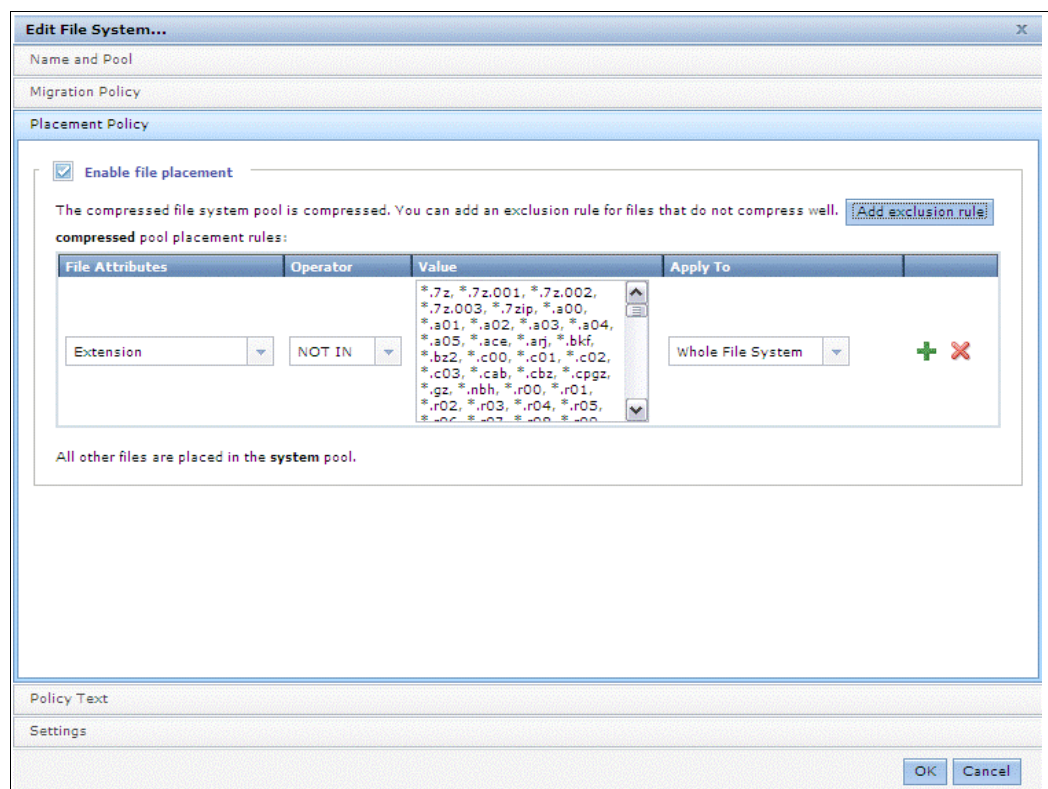 Edit File System...
x
Name and Pool
Migration Policy
Placement Policy
Enable file placement
The compressed file system pool is compressed. You can add an exclusion rule for files that do not compress well. Add exclusion rule
compressed pool placement rules:
File Attributes Operator Value Apply To
Extension NOT IN
*.7z, *.7z.001, *.7z.002,
*.7z.003, *.7zip, *.a00,
*.a01, *.a02, *.a03, *.a04,
*.a05, *.ace, *.arj, *.bkf,
*.bz2, *.c00, *.c01, *.c02,
*.c03, *.cab, *.cbz, *.cpgz,
*.gz, *.nbh, *.r00, *.r01,
*.r02, *.r03, *.r04, *.r05,
*.r06, *.r07, *.r08, *.r09,
Whole File System
All other files are placed in the system pool.
Policy Text
Settings
OK Cancel